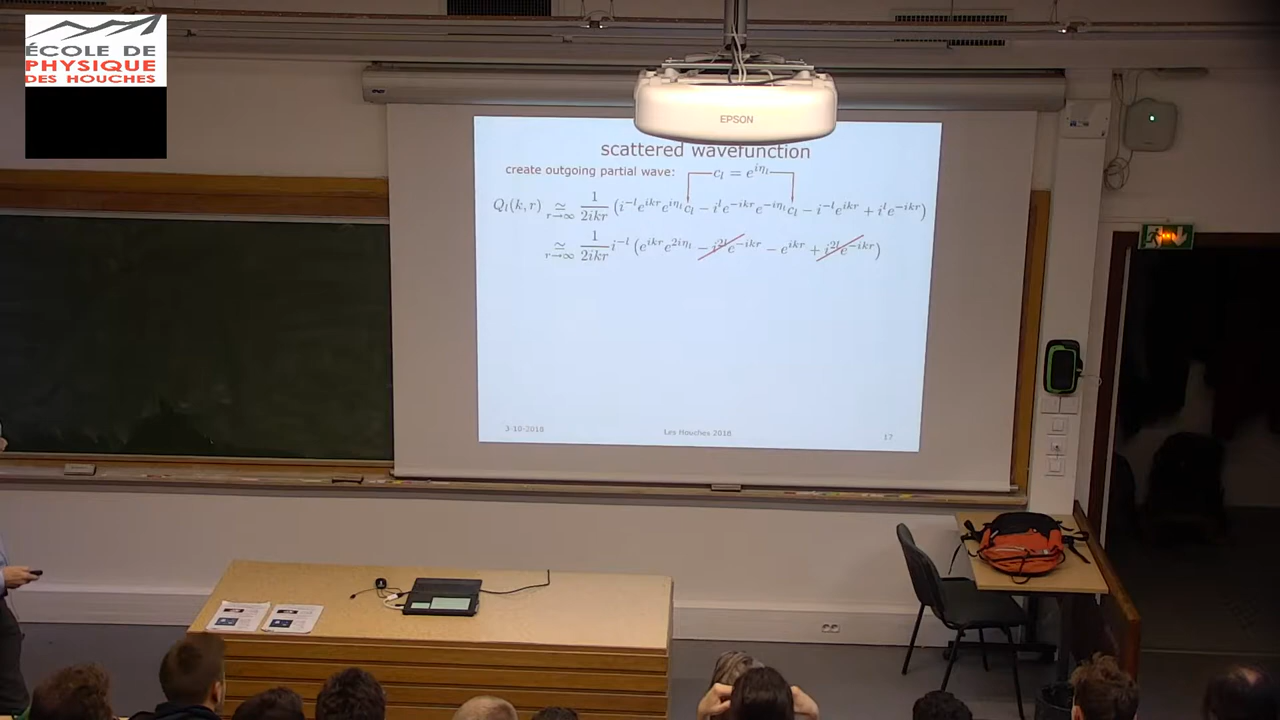 ÉCOLE DE
PHYSIQUE
DES HOUCHES
EPSON
scattered wavefunction
create outgoing partial wave: c_l = e^{iη_l}
Q_l(k,r) ≃_{r→∞} \frac{1}{2ikr} (i^{-l}e^{ikr}e^{iη_l}c_l − i^l e^{-ikr}e^{-iη_l}c_l − i^{-l}e^{ikr} + i^l e^{-ikr})
≃_{r→∞} \frac{1}{2ikr} i^{-l} (e^{ikr}e^{2iη_l} − i^{2l}e^{-ikr} − e^{ikr} + i^{2l}e^{-ikr})
3-10-2018 Les Houches 2018 17